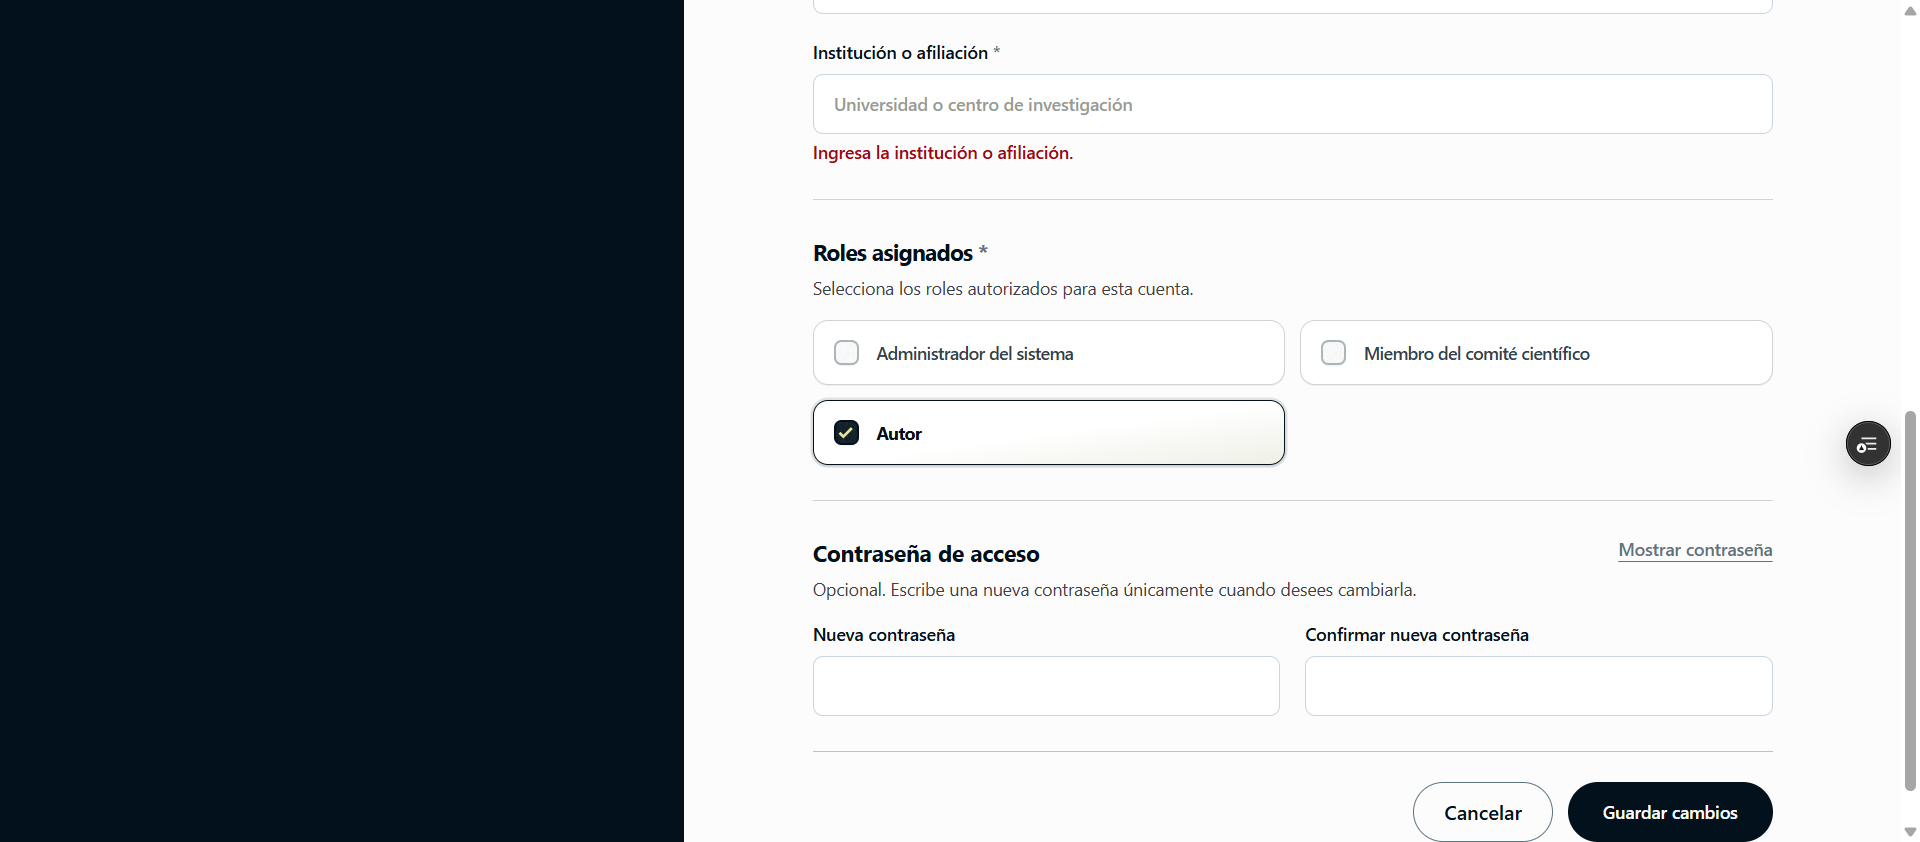 Institución o afiliación *
Universidad o centro de investigación
Ingresa la institución o afiliación.
Roles asignados *
Selecciona los roles autorizados para esta cuenta.
Administrador del sistema
Miembro del comité científico
Autor
Contraseña de acceso
Mostrar contraseña
Opcional. Escribe una nueva contraseña únicamente cuando desees cambiarla.
Nueva contraseña
Confirmar nueva contraseña
Cancelar
Guardar cambios